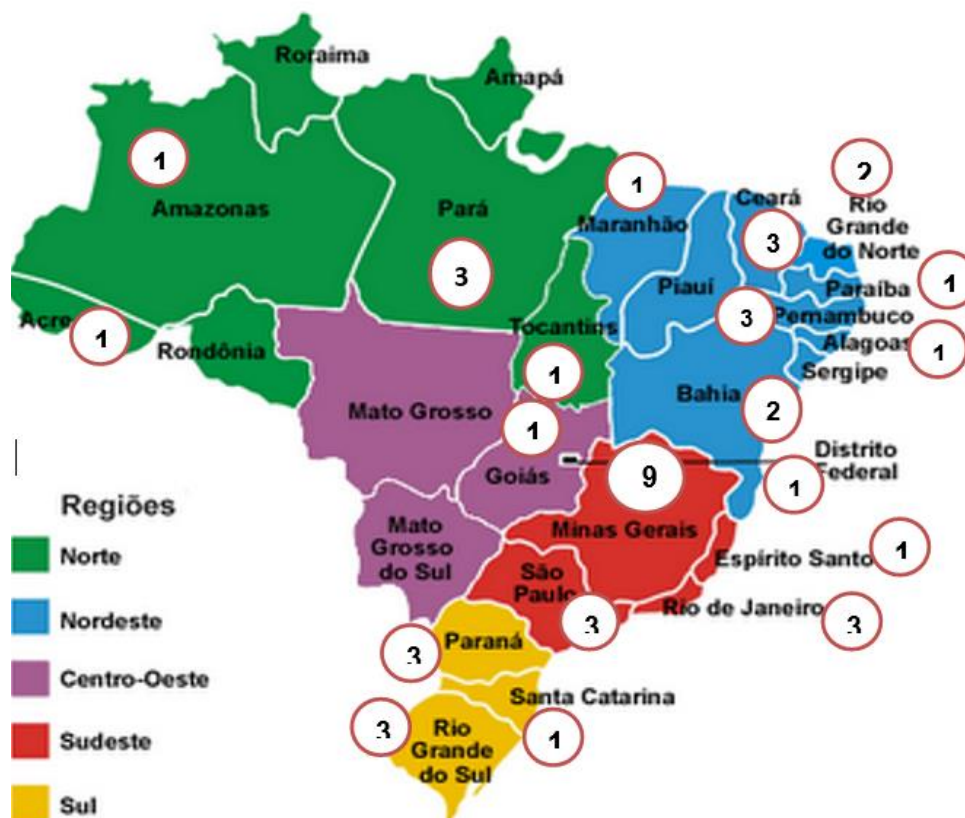 Roraima
Amapá
1
Amazonas
Pará
3
1
Maranhão
Ceará
3
2
Rio
Grande
do Norte
Piauí
Paraíba
1
3
Pernambuco
Alagoas
1
Sergipe
Acre
1
Rondônia
Tocantins
1
Bahia
2
Mato Grosso
1
Goiás
9
Distrito
Federal
1
Mato
Grosso
do Sul
Minas Gerais
Espírito Santo
1
São
Paulo
3
Rio de Janeiro
3
3
Paraná
Santa Catarina
1
3
Rio
Grande
do Sul
Regiões
Norte
Nordeste
Centro-Oeste
Sudeste
Sul